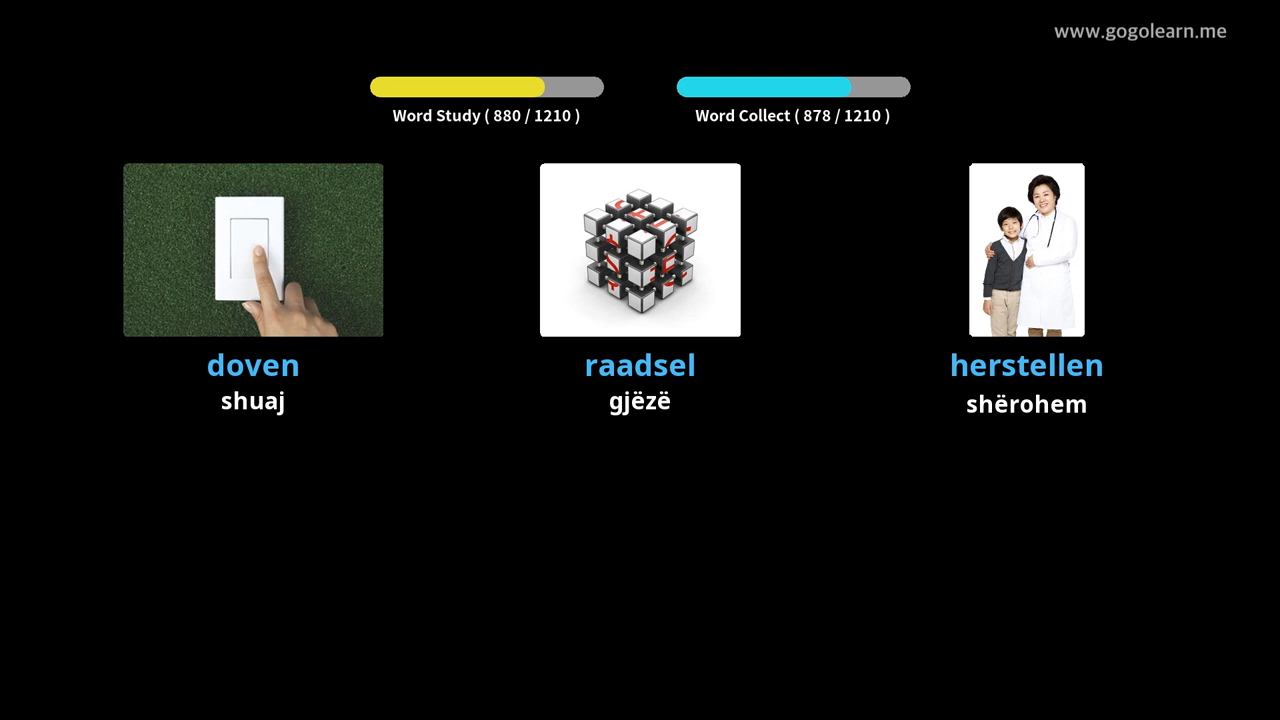 www.gogolearn.me
Word Study ( 880 / 1210 )
Word Collect ( 878 / 1210 )
doven
shuaj
raadsel
gjëzë
herstellen
shërohem